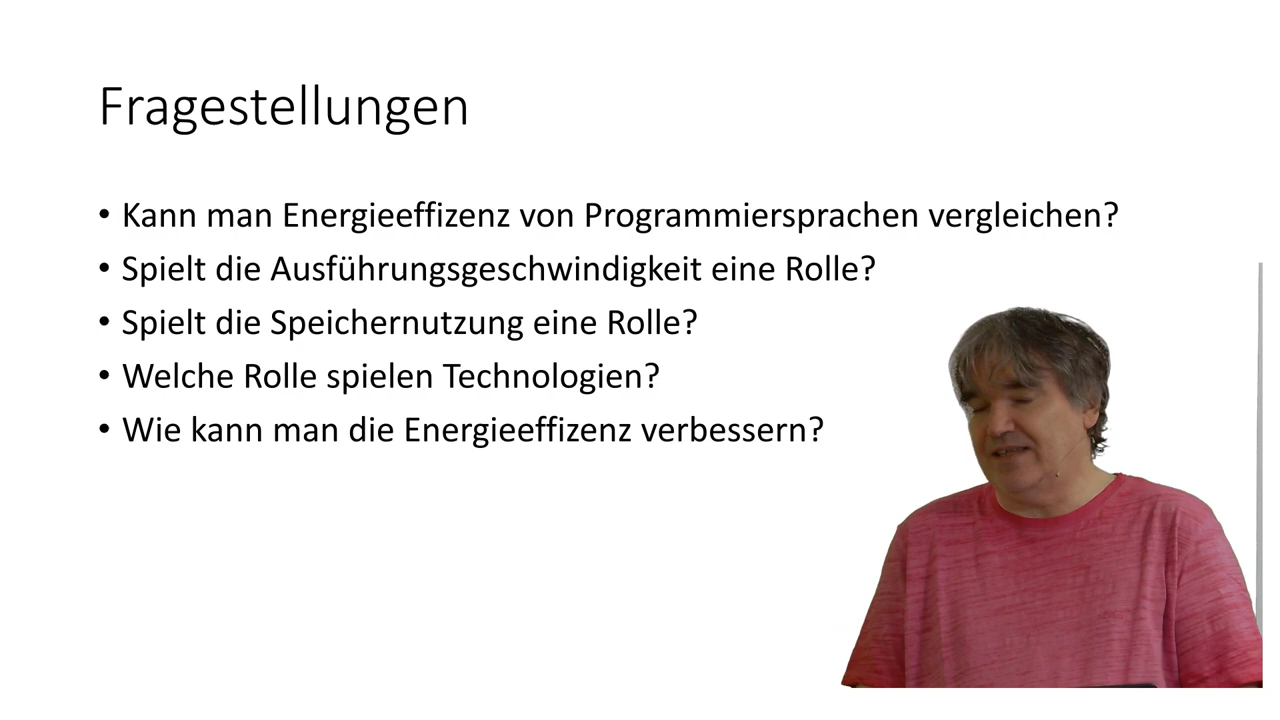 Fragestellungen
• Kann man Energieeffizenz von Programmiersprachen vergleichen?
• Spielt die Ausführungsgeschwindigkeit eine Rolle?
• Spielt die Speichernutzung eine Rolle?
• Welche Rolle spielen Technologien?
• Wie kann man die Energieeffizenz verbessern?